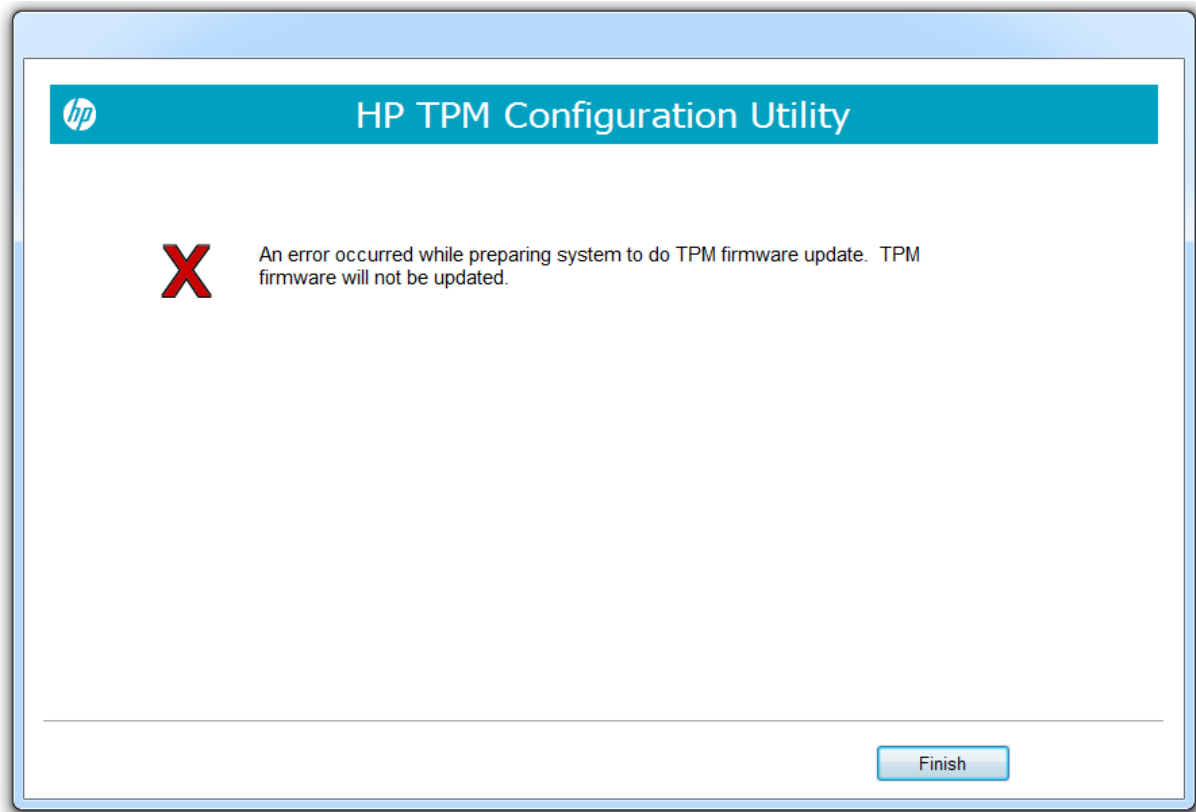 hp
HP TPM Configuration Utility
X
An error occurred while preparing system to do TPM firmware update.  TPM
firmware will not be updated.
Finish